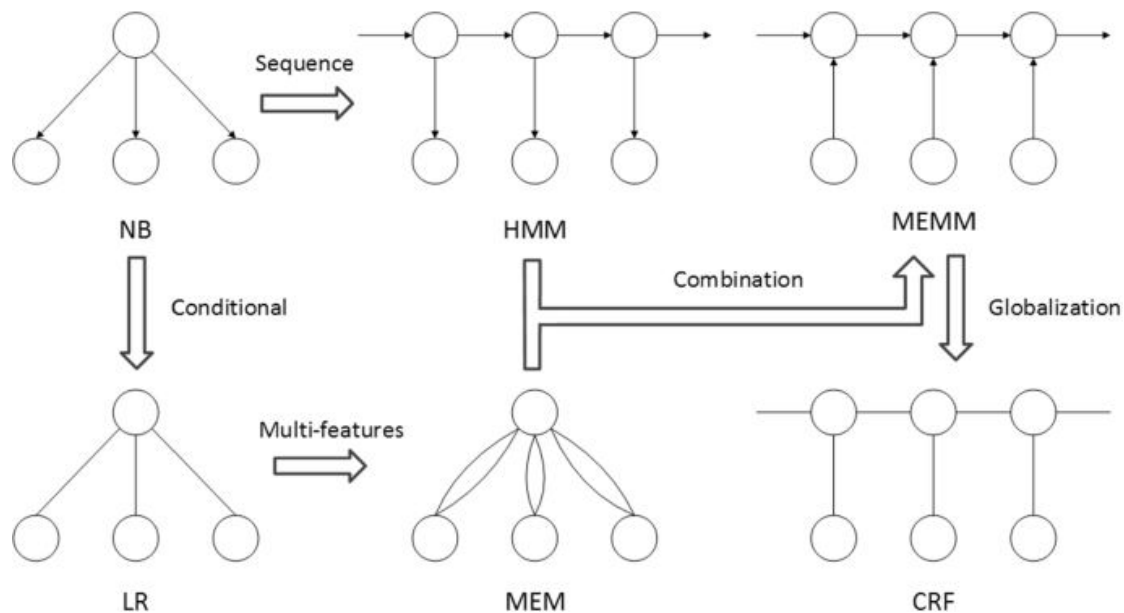 Sequence
NB
HMM
MEMM
Conditional
Combination
Globalization
Multi-features
LR
MEM
CRF